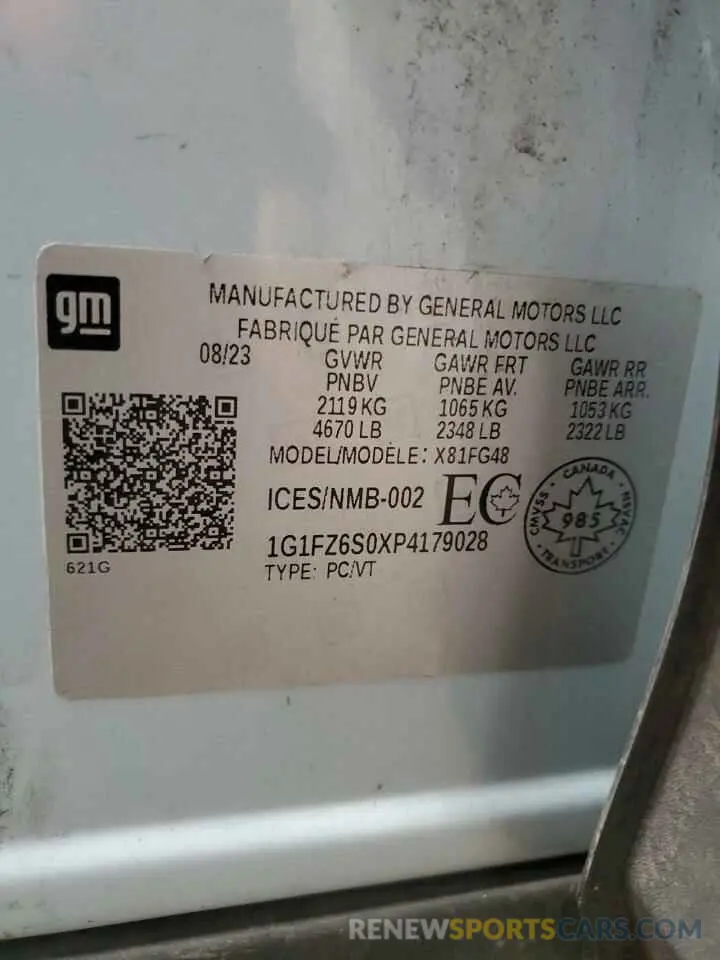 gm
MANUFACTURED BY GENERAL MOTORS LLC
FABRIQUÉ PAR GENERAL MOTORS LLC
08/23 GVWR GAWR FRT GAWR RR
PNBV PNBE AV. PNBE ARR.
2119 KG 1065 KG 1053 KG
4670 LB 2348 LB 2322 LB
MODEL/MODÈLE: X81FG48
ICES/NMB-002 EC
CANADA
CMVSS 985 NSVAC
TRANSPORT
1G1FZ6S0XP4179028
621G TYPE: PC/VT
RENEWSPORTSCARS.COM